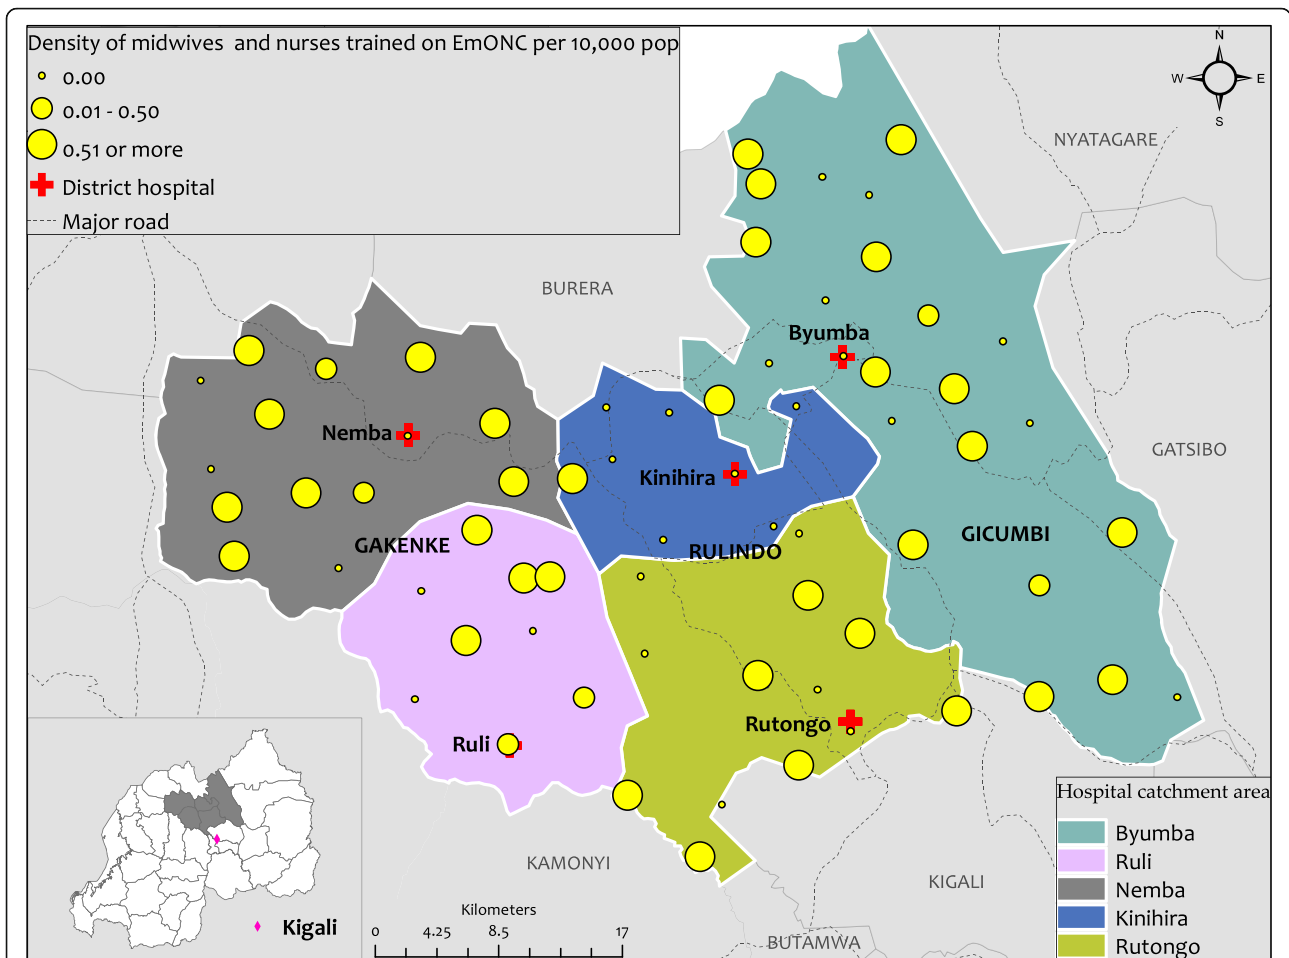 Density of midwives and nurses trained on EmONC per 10,000 pop
0.00
0.01 - 0.50
0.51 or more
District hospital
Major road
N
W
E
S
NYATAGARE
BURERA
Byumba
Nemba
GATSIBO
Kinihira
GICUMBI
GAKENKE
RULINDO
Rutongo
Ruli
KAMONYI
KIGALI
BUTAMWA
Kigali
Kilometers
0 4.25 8.5 17
Hospital catchment area
Byumba
Ruli
Nemba
Kinihira
Rutongo